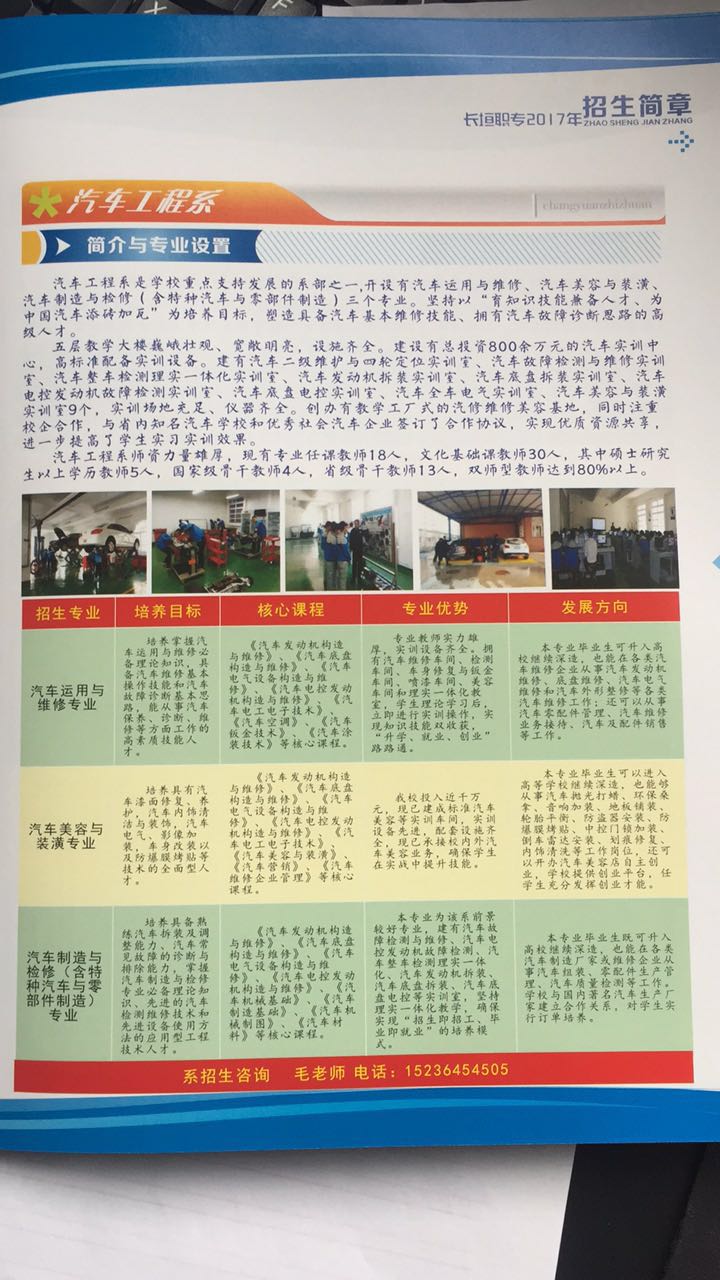 长垣职专2017年招生简章
ZHAO SHENG JIAN ZHANG
汽车工程系
changyuanzhizhuan
简介与专业设置
汽车工程系是学校重点支持发展的系部之一,开设有汽车运用与维修、汽车美容与装潢、
汽车制造与检修（含特种汽车与零部件制造）三个专业。坚持以“育知识技能兼备人才、为
中国汽车添砖加瓦”为培养目标，塑造具备汽车基本维修技能、拥有汽车故障诊断思路的高
级人才。
五层教学大楼巍峨壮观、宽敞明亮，设施齐全。建设有总投资800余万元的汽车实训中
心，高标准配备实训设备。建有汽车二级维护与四轮定位实训室、汽车故障检测与维修实训
室、汽车整车检测理实一体化实训室、汽车发动机拆装实训室、汽车底盘拆装实训室、汽车
电控发动机故障检测实训室、汽车底盘电控实训室、汽车全车电气实训室、汽车美容与装潢
实训室9个，实训场地充足、仪器齐全。创办有教学工厂式的汽修维修美容基地，同时注重
校企合作，与省内知名汽车学校和优秀社会汽车企业签订了合作协议，实现优质资源共享，
进一步提高了学生实习实训效果。
汽车工程系师资力量雄厚，现有专业任课教师18人，文化基础课教师30人，其中硕士研究
生以上学历教师5人，国家级骨干教师4人，省级骨干教师13人，双师型教师达到80%以上。
招生专业 培养目标 核心课程 专业优势 发展方向
汽车运用与
维修专业
培养掌握汽
车运用与维修必
备理论知识，具
备汽车维修基本
操作技能和汽车
故障诊断基本思
路，能从事汽车
保养、诊断、维
修等方面工作的
高素质技能人
才。
《汽车发动机构造
与维修》、《汽车底盘
构造与维修》、《汽车
电气设备构造与维
修》、《汽车电控发动
机构造与维修》、《汽
车电工电子技术》、
《汽车空调》、《汽车
钣金技术》、《汽车涂
装技术》等核心课程。
专业教师实力雄
厚，实训设备齐全。拥
有汽车维修车间、检测
车间、车身修复与钣金
车间、喷漆车间、美容
车间和理实一体化教
室，学生理论学习后，
立即进行实训操作，实
现知识技能双收获，
“升学、就业、创业”
路路通。
本专业毕业生可升入高
校继续深造，也能在各类汽
车维修企业从事汽车发动机
维修、底盘维修、汽车电气
维修和汽车外形整修等各类
汽车维修工作；还可以从事
汽车零配件管理、汽车维修
业务接待、汽车及配件销售
等工作。
汽车美容与
装潢专业
培养具有汽
车漆面修复、养
护，汽车内饰清
洁与装饰，汽车
电气、影像加
装，车身改装以
及防爆膜烤贴等
技术的全面型人
才。
《汽车发动机构造
与维修》、《汽车底盘
构造与维修》、《汽车
电气设备构造与维
修》、《汽车电控发动
机构造与维修》、《汽
车电工电子技术》、
《汽车美容与装潢》、
《汽车营销》、《汽车
维修企业管理》等核心
课程。
我校投入近千万
元，现已建成标准汽车
美容等实训车间，实训
设备先进，配套设施齐
全，现已承接校内外汽
车美容业务，确保学生
在实战中提升技能。
本专业毕业生可以进入
高等学校继续深造，也能够
从事汽车抛光打蜡、环保桑
拿、音响加装、地板铺装、
轮胎平衡、防盗器安装、防
爆膜烤贴、中控门锁加装、
倒车雷达安装、划痕修复、
内饰清洗等工作岗位，还可
以开办汽车美容店自主创
业，学校提供创业平台，任
学生充分发挥创业才能。
汽车制造与
检修（含特
种汽车与零
部件制造）
专业
培养具备熟
练汽车拆装及调
整能力、汽车常
见故障的诊断与
排除能力，掌握
汽车制造与检修
专业必备理论知
识、先进的汽车
检测维修技术和
先进设备使用方
法的应用型工程
技术人才。
《汽车发动机构造
与维修》、《汽车底盘
构造与维修》、《汽车
电气设备构造与维
修》、《汽车电控发动
机构造与维修》、《汽
车机械基础》、《汽车
制造基础》、《汽车机
械制图》、《汽车材
料》等核心课程。
本专业为该系前景
较好专业，建有汽车故
障检测与维修、汽车电
控发动机故障检测、汽
车整车检测理实一体
化、汽车发动机拆装、
汽车底盘拆装、汽车底
盘电控等实训室，坚持
理实一体化教学，确保
实现“招生即招工、毕
业即就业”的培养模
式。
本专业毕业生既可升入
高校继续深造，也能在各类
汽车制造厂家或维修企业从
事汽车组装、零配件生产管
理、汽车质量检测等工作。
学校与国内著名汽车生产厂
家建立合作关系，对学生实
行订单培养。
系招生咨询 毛老师 电话：15236454505